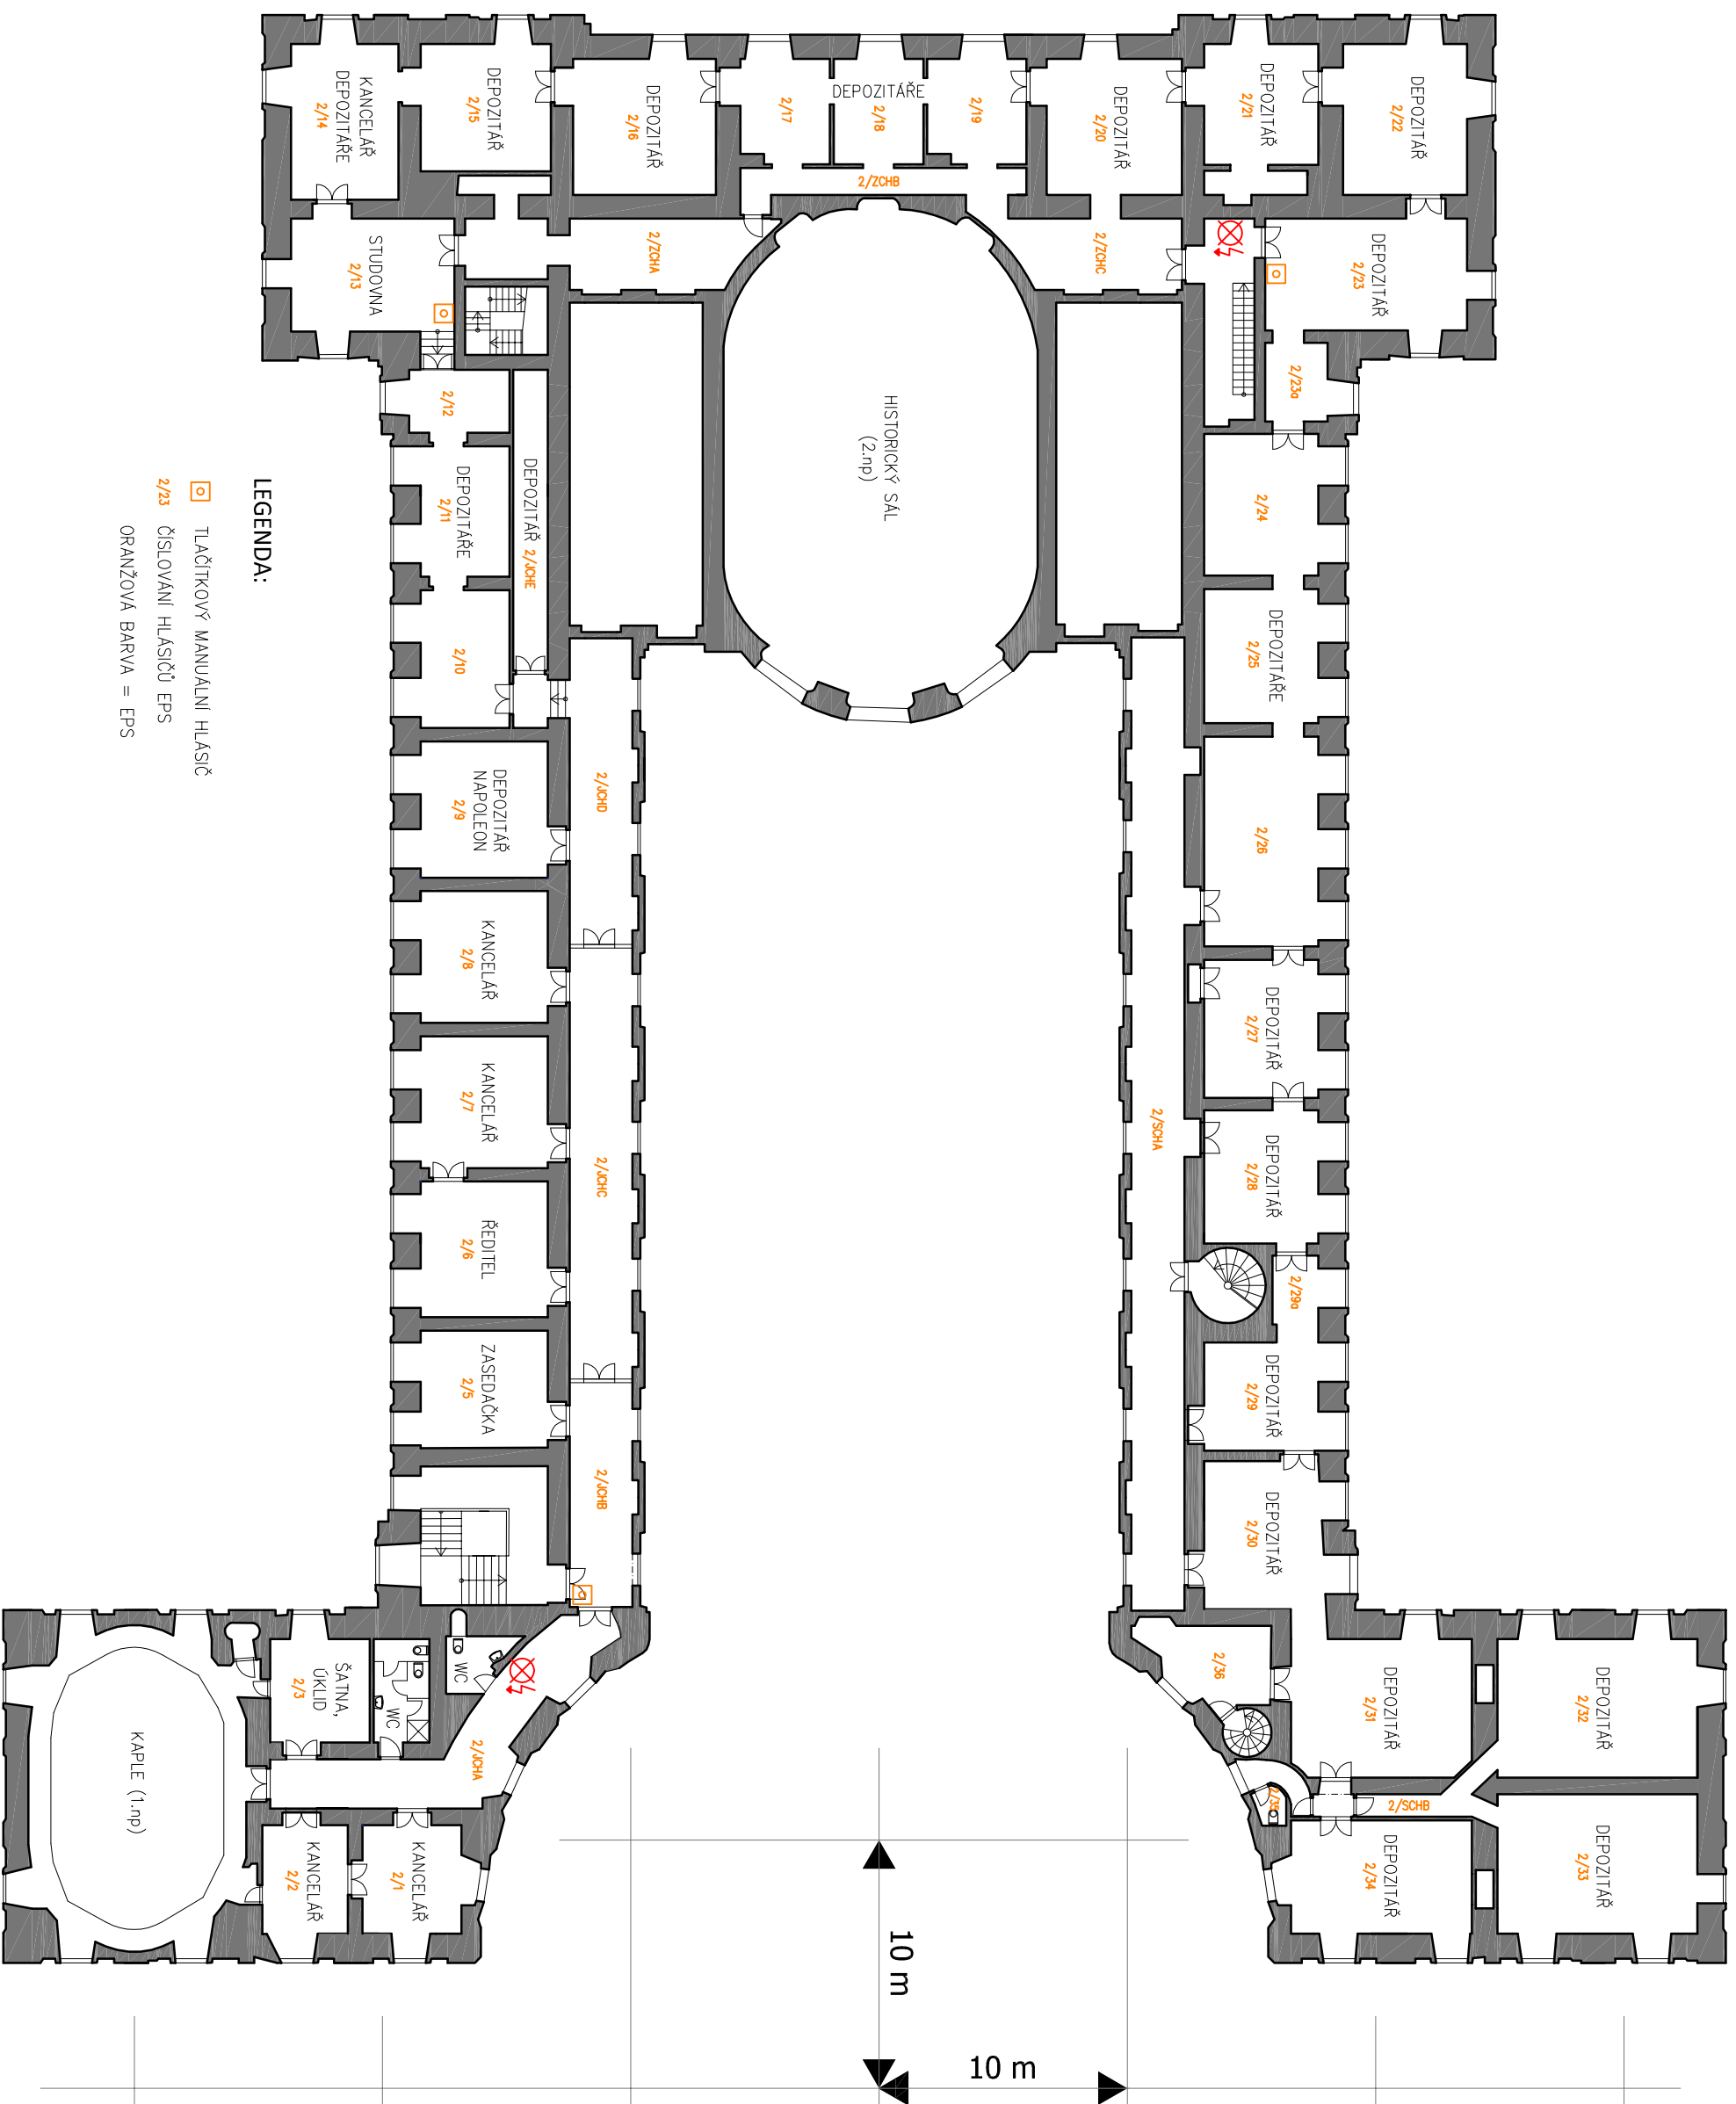 KANCELÁŘ
DEPOZITÁŘE
2/14
DEPOZITÁŘ
2/15
DEPOZITÁŘ
2/16
DEPOZITÁŘE
2/17
2/18
2/19
DEPOZITÁŘ
2/20
DEPOZITÁŘ
2/21
DEPOZITÁŘ
2/22
2/ZCHB
STUDOVNA
2/13
2/ZCHA
2/ZCHC
DEPOZITÁŘ
2/23
2/23a
2/12
HISTORICKÝ SÁL
(2.np)
DEPOZITÁŘE
2/11
DEPOZITÁŘ 2/JCHE
2/10
2/24
DEPOZITÁŘE
2/25
2/26
LEGENDA:
TLAČÍTKOVÝ MANUÁLNÍ HLÁSIČ
2/23 ČÍSLOVÁNÍ HLÁSIČŮ EPS
ORANŽOVÁ BARVA = EPS
DEPOZITÁŘ
NAPOLEON
2/9
2/JCHD
KANCELÁŘ
2/8
KANCELÁŘ
2/7
2/JCHC
ŘEDITEL
2/6
ZASEDAČKA
2/5
2/JCHB
2/SCHA
DEPOZITÁŘ
2/27
DEPOZITÁŘ
2/28
2/29a
DEPOZITÁŘ
2/29
DEPOZITÁŘ
2/30
ŠATNA,
ÚKLID
2/3
WC
WC
2/JCHA
KAPLE (1.np)
KANCELÁŘ
2/2
KANCELÁŘ
2/1
2/36
DEPOZITÁŘ
2/31
DEPOZITÁŘ
2/32
2/35
2/SCHB
DEPOZITÁŘ
2/34
DEPOZITÁŘ
2/33
10 m
10 m